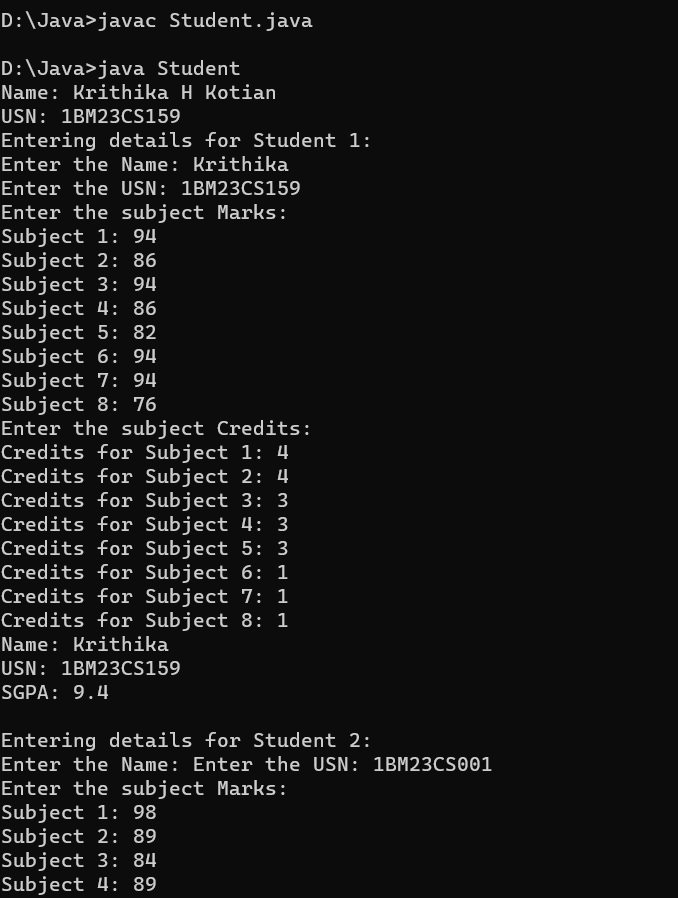 D:\Java>javac Student.java
D:\Java>java Student
Name: Krithika H Kotian
USN: 1BM23CS159
Entering details for Student 1:
Enter the Name: Krithika
Enter the USN: 1BM23CS159
Enter the subject Marks:
Subject 1: 94
Subject 2: 86
Subject 3: 94
Subject 4: 86
Subject 5: 82
Subject 6: 94
Subject 7: 94
Subject 8: 76
Enter the subject Credits:
Credits for Subject 1: 4
Credits for Subject 2: 4
Credits for Subject 3: 3
Credits for Subject 4: 3
Credits for Subject 5: 3
Credits for Subject 6: 1
Credits for Subject 7: 1
Credits for Subject 8: 1
Name: Krithika
USN: 1BM23CS159
SGPA: 9.4
Entering details for Student 2:
Enter the Name: Enter the USN: 1BM23CS001
Enter the subject Marks:
Subject 1: 98
Subject 2: 89
Subject 3: 84
Subject 4: 89